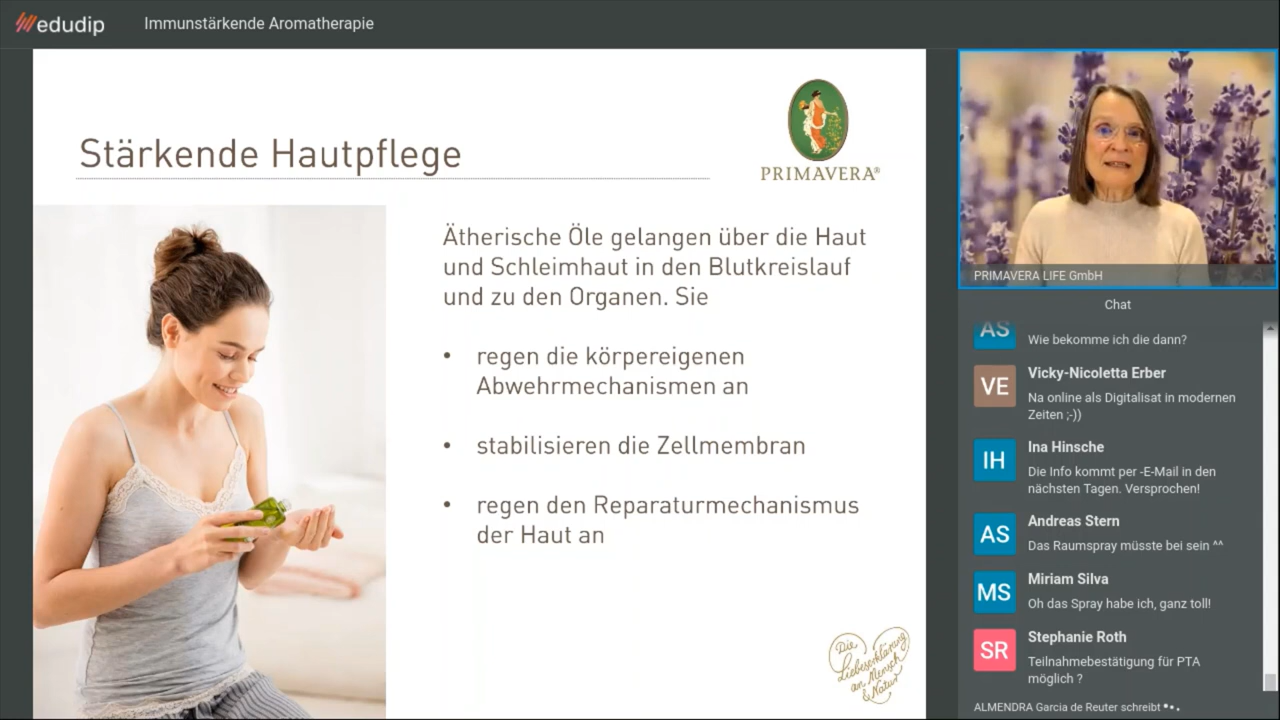 edudip
Immunstärkende Aromatherapie
Stärkende Hautpflege
PRIMAVERA®
Ätherische Öle gelangen über die Haut
und Schleimhaut in den Blutkreislauf
und zu den Organen. Sie
• regen die körpereigenen
Abwehrmechanismen an
• stabilisieren die Zellmembran
• regen den Reparaturmechanismus
der Haut an
Die
Liebeserklärung
an Mensch
& Natur
PRIMAVERA LIFE GmbH
Chat
AS
Wie bekomme ich die dann?
VE
Vicky-Nicoletta Erber
Na online als Digitalisat in modernen
Zeiten ;-))
IH
Ina Hinsche
Die Info kommt per -E-Mail in den
nächsten Tagen. Versprochen!
AS
Andreas Stern
Das Raumspray müsste bei sein ^^
MS
Miriam Silva
Oh das Spray habe ich, ganz toll!
SR
Stephanie Roth
Teilnahmebestätigung für PTA
möglich ?
ALMENDRA Garcia de Reuter schreibt •••